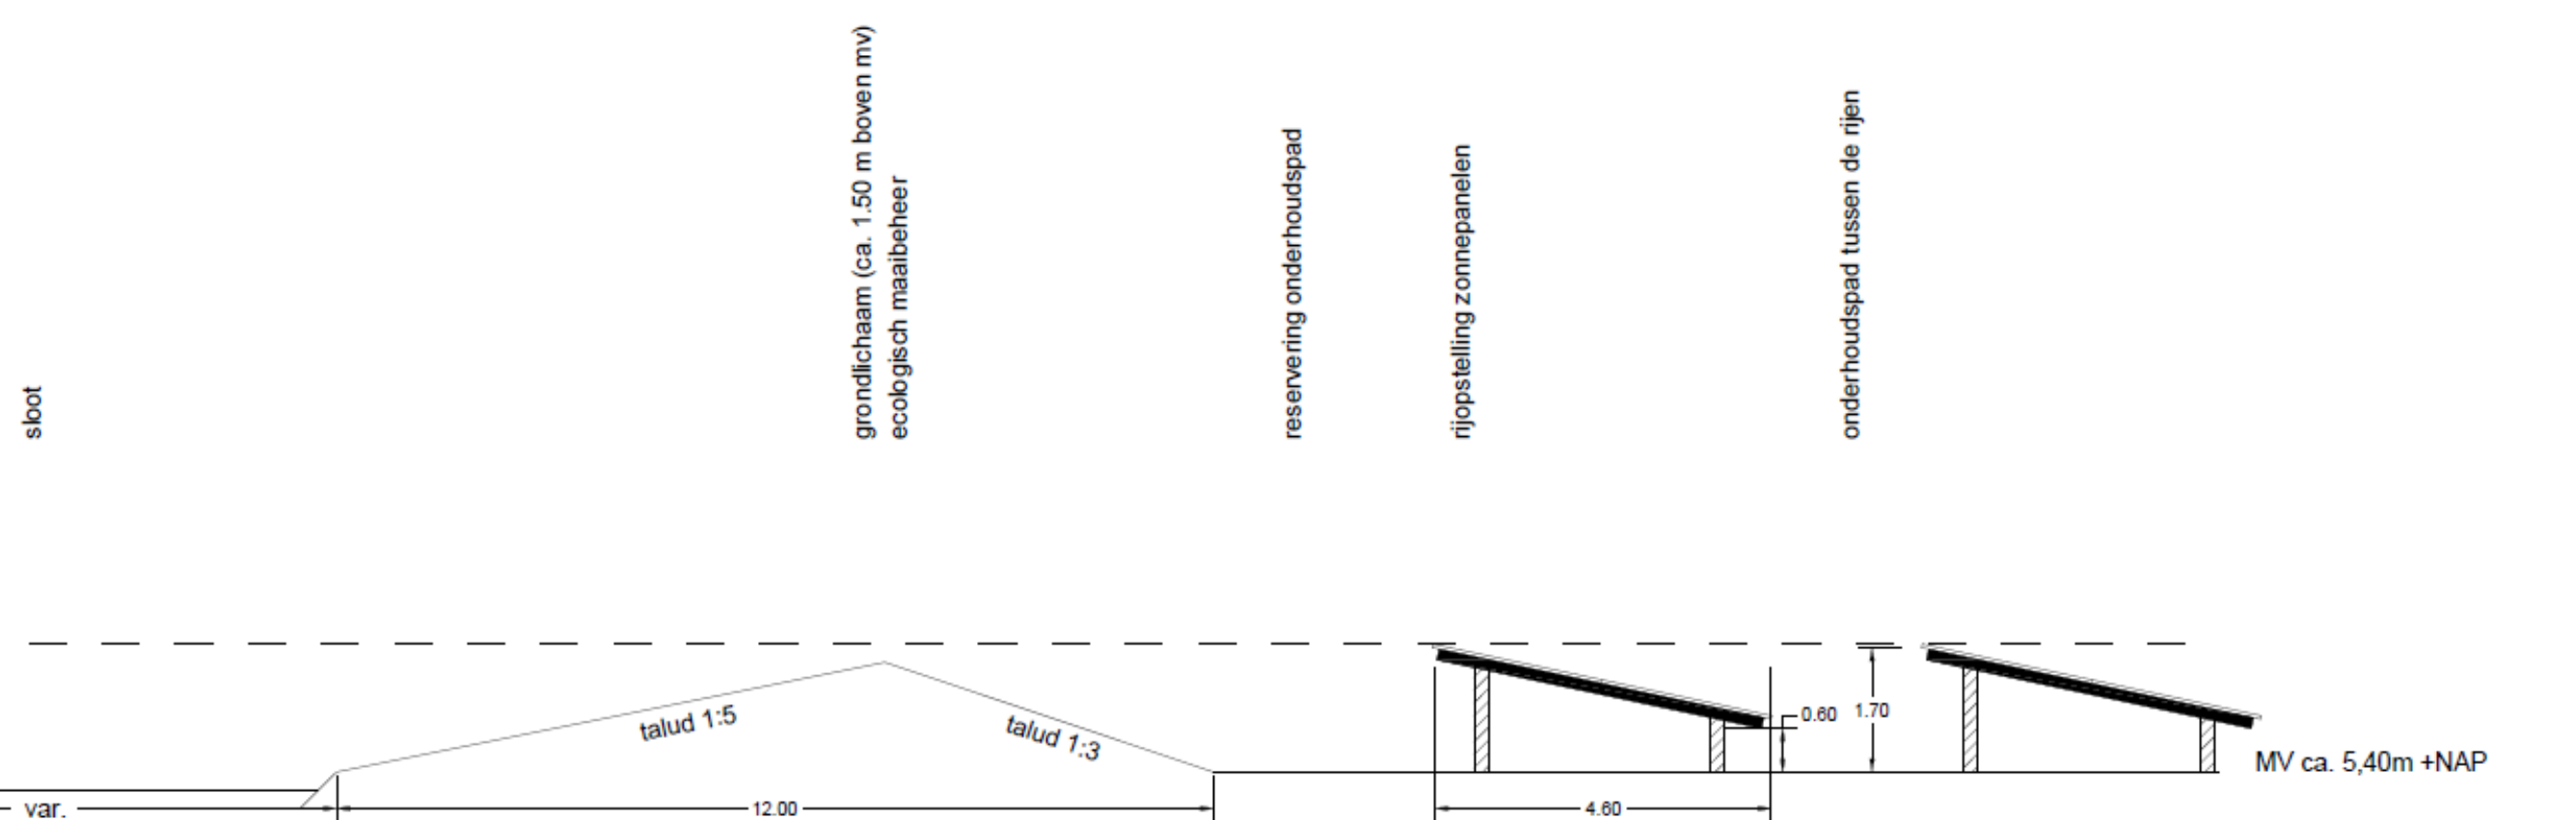 sloot
grondlichaam (ca. 1.50 m boven mv)
ecologisch maaibeheer
reservering onderhoudspad
rijopstelling zonnepanelen
onderhoudspad tussen de rijen
talud 1:5
talud 1:3
0.60
1.70
MV ca. 5,40m +NAP
var.
12.00
4.60